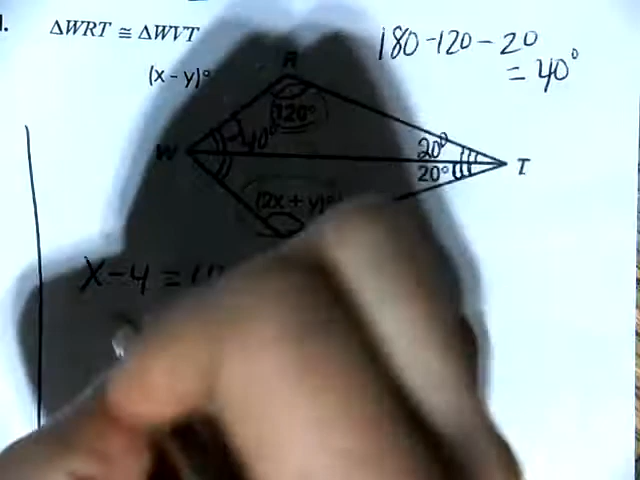 ΔWRT ≅ ΔWVT
180-120-20
= 40°
(x – y)°
R
120°
40°
W
20°
20°
T
(2x + y)°
x-y =